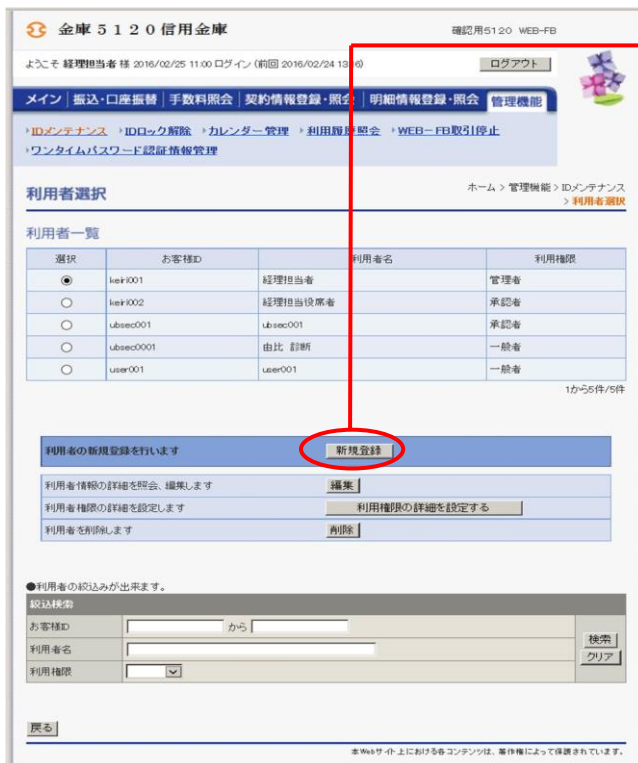 金庫5120信用金庫
確認用5120 WEB-FB
ようこそ 経理担当者 様 2016/02/25 11:00 ログイン (前回 2016/02/24 13: 6)
ログアウト
メイン 振込・口座振替 手数料照会 契約情報登録・照会 明細情報登録・照会 管理機能
IDメンテナンス IDロック解除 カレンダー管理 利用履歴照会 WEB-FB取引停止
ワンタイムパスワード認証情報管理
利用者選択
ホーム > 管理機能 > IDメンテナンス
> 利用者選択
利用者一覧
選択 お客様ID 利用者名 利用権限
keiri001 経理担当者 管理者
keiri002 経理担当役席者 承認者
ubsec001 ubsec001 承認者
ubsec0001 由比 診断 一般者
user001 user001 一般者
1から5件/5件
利用者の新規登録を行います 新規登録
利用者情報の詳細を照会、編集します 編集
利用者権限の詳細を設定します 利用権限の詳細を設定する
利用者を削除します 削除
●利用者の絞込みが出来ます。
絞込検索
お客様ID から
利用者名
利用権限
検索
クリア
戻る
本Webサイト上における各コンテンツは、著作権によって保護されています。